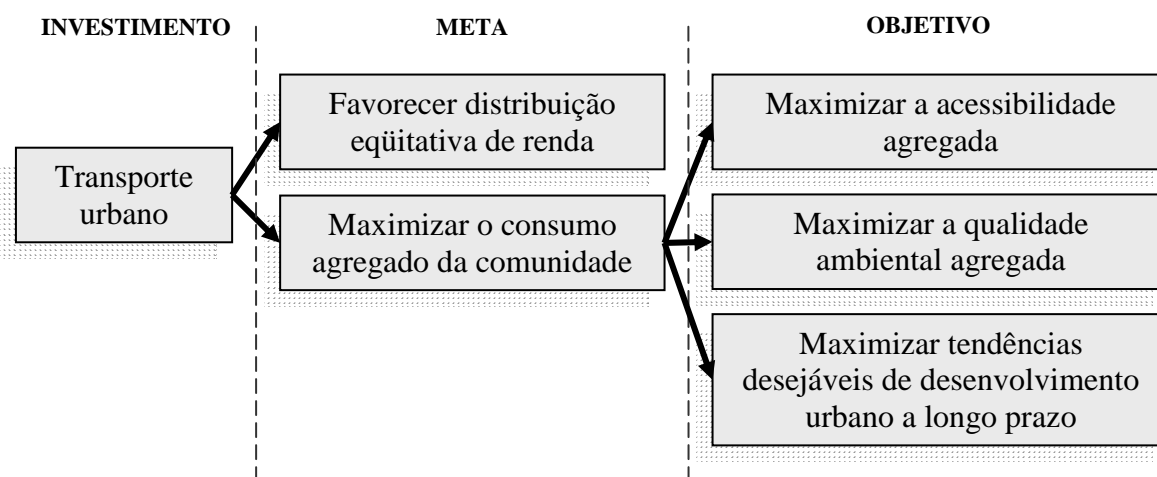 INVESTIMENTO
META
OBJETIVO
Transporte
urbano
Favorecer distribuição
eqüitativa de renda
Maximizar o consumo
agregado da comunidade
Maximizar a acessibilidade
agregada
Maximizar a qualidade
ambiental agregada
Maximizar tendências
desejáveis de desenvolvimento
urbano a longo prazo